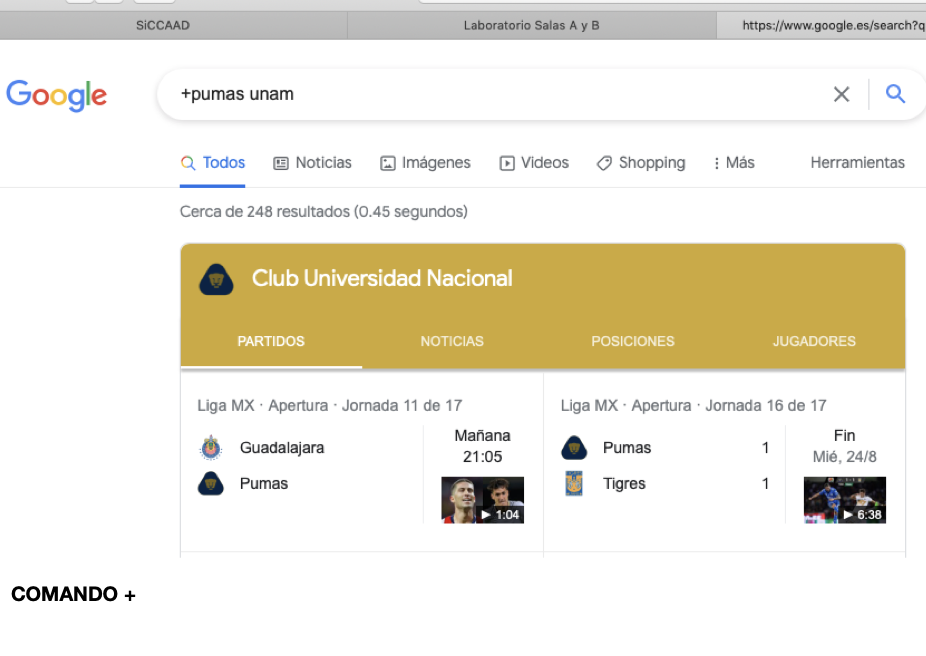 SiCCAAD
Laboratorio Salas A y B
https://www.google.es/search?q
Google
+pumas unam
Todos
Noticias
Imágenes
Videos
Shopping
Más
Herramientas
Cerca de 248 resultados (0.45 segundos)
Club Universidad Nacional
PARTIDOS
NOTICIAS
POSICIONES
JUGADORES
Liga MX · Apertura · Jornada 11 de 17
Guadalajara
Pumas
Mañana
21:05
1:04
Liga MX · Apertura · Jornada 16 de 17
Pumas 1
Tigres 1
Fin
Mié, 24/8
6:38
COMANDO +